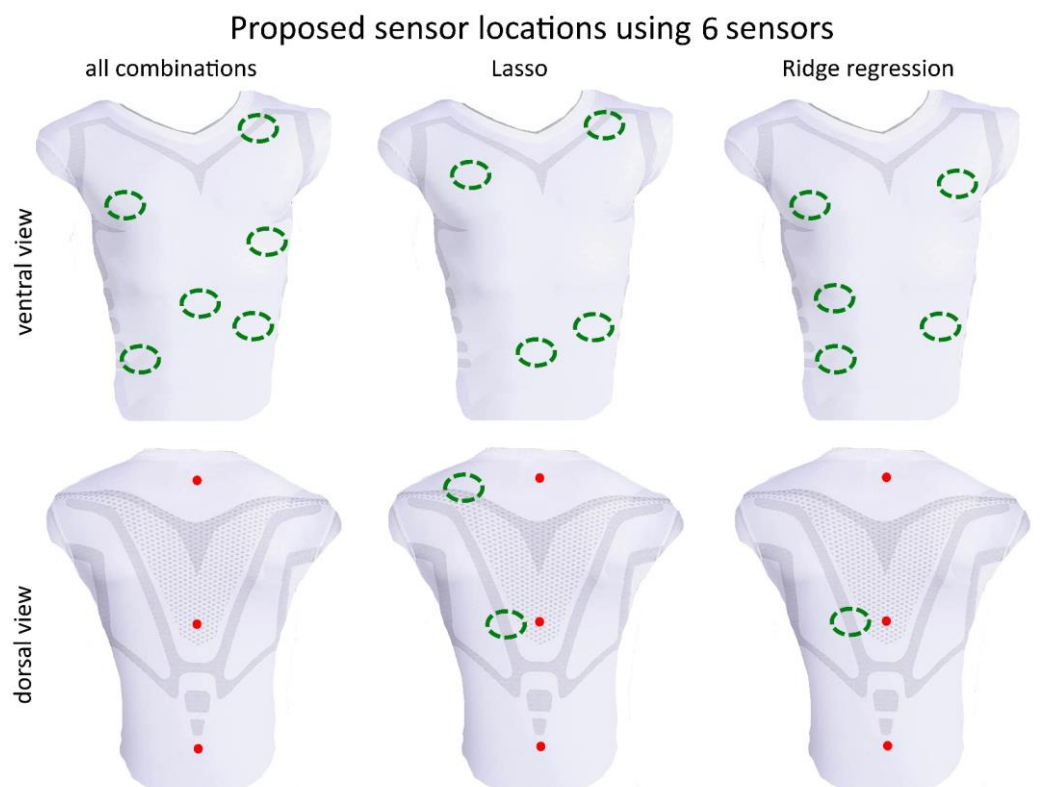 Proposed sensor locations using 6 sensors
all combinations
Lasso
Ridge regression
ventral view
dorsal view